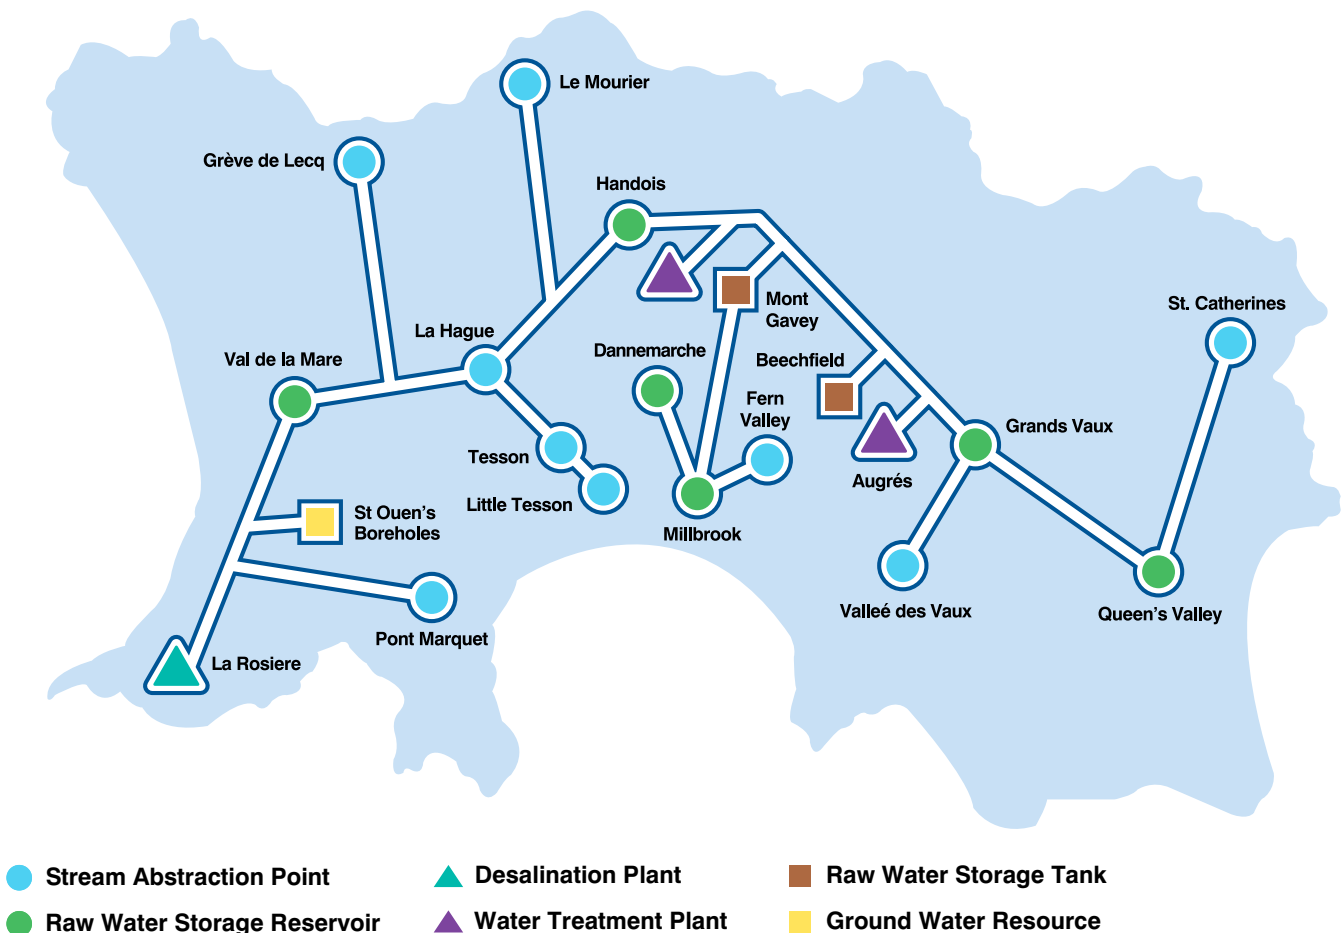 Le Mourier
Grève de Lecq
Handois
Mont
Gavey
St. Catherines
La Hague
Val de la Mare
Dannemarche
Beechfield
Fern
Valley
Grands Vaux
Tesson
Little Tesson
Augrés
St Ouen's
Boreholes
Millbrook
Valleé des Vaux
Queen's Valley
Pont Marquet
La Rosiere
Stream Abstraction Point
Desalination Plant
Raw Water Storage Tank
Raw Water Storage Reservoir
Water Treatment Plant
Ground Water Resource